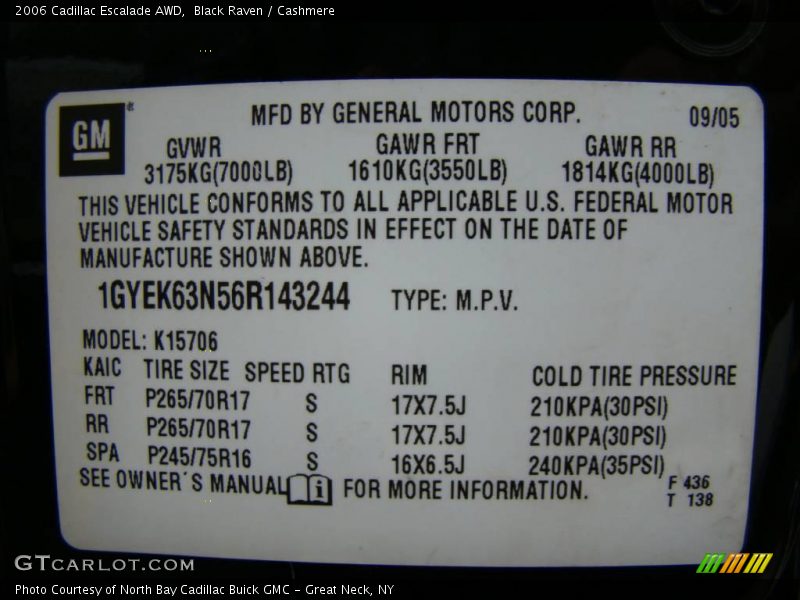 2006 Cadillac Escalade AWD,  Black Raven / Cashmere
GM
MFD BY GENERAL MOTORS CORP. 09/05
GVWR GAWR FRT GAWR RR
3175KG(7000LB) 1610KG(3550LB) 1814KG(4000LB)
THIS VEHICLE CONFORMS TO ALL APPLICABLE U.S. FEDERAL MOTOR
VEHICLE SAFETY STANDARDS IN EFFECT ON THE DATE OF
MANUFACTURE SHOWN ABOVE.
1GYEK63N56R143244 TYPE: M.P.V.
MODEL: K15706
KAIC TIRE SIZE SPEED RTG RIM COLD TIRE PRESSURE
FRT P265/70R17 S 17X7.5J 210KPA(30PSI)
RR P265/70R17 S 17X7.5J 210KPA(30PSI)
SPA P245/75R16 S 16X6.5J 240KPA(35PSI)
SEE OWNER'S MANUAL i FOR MORE INFORMATION.
F 436
T 138
GTCARLOT.COM
Photo Courtesy of North Bay Cadillac Buick GMC - Great Neck, NY